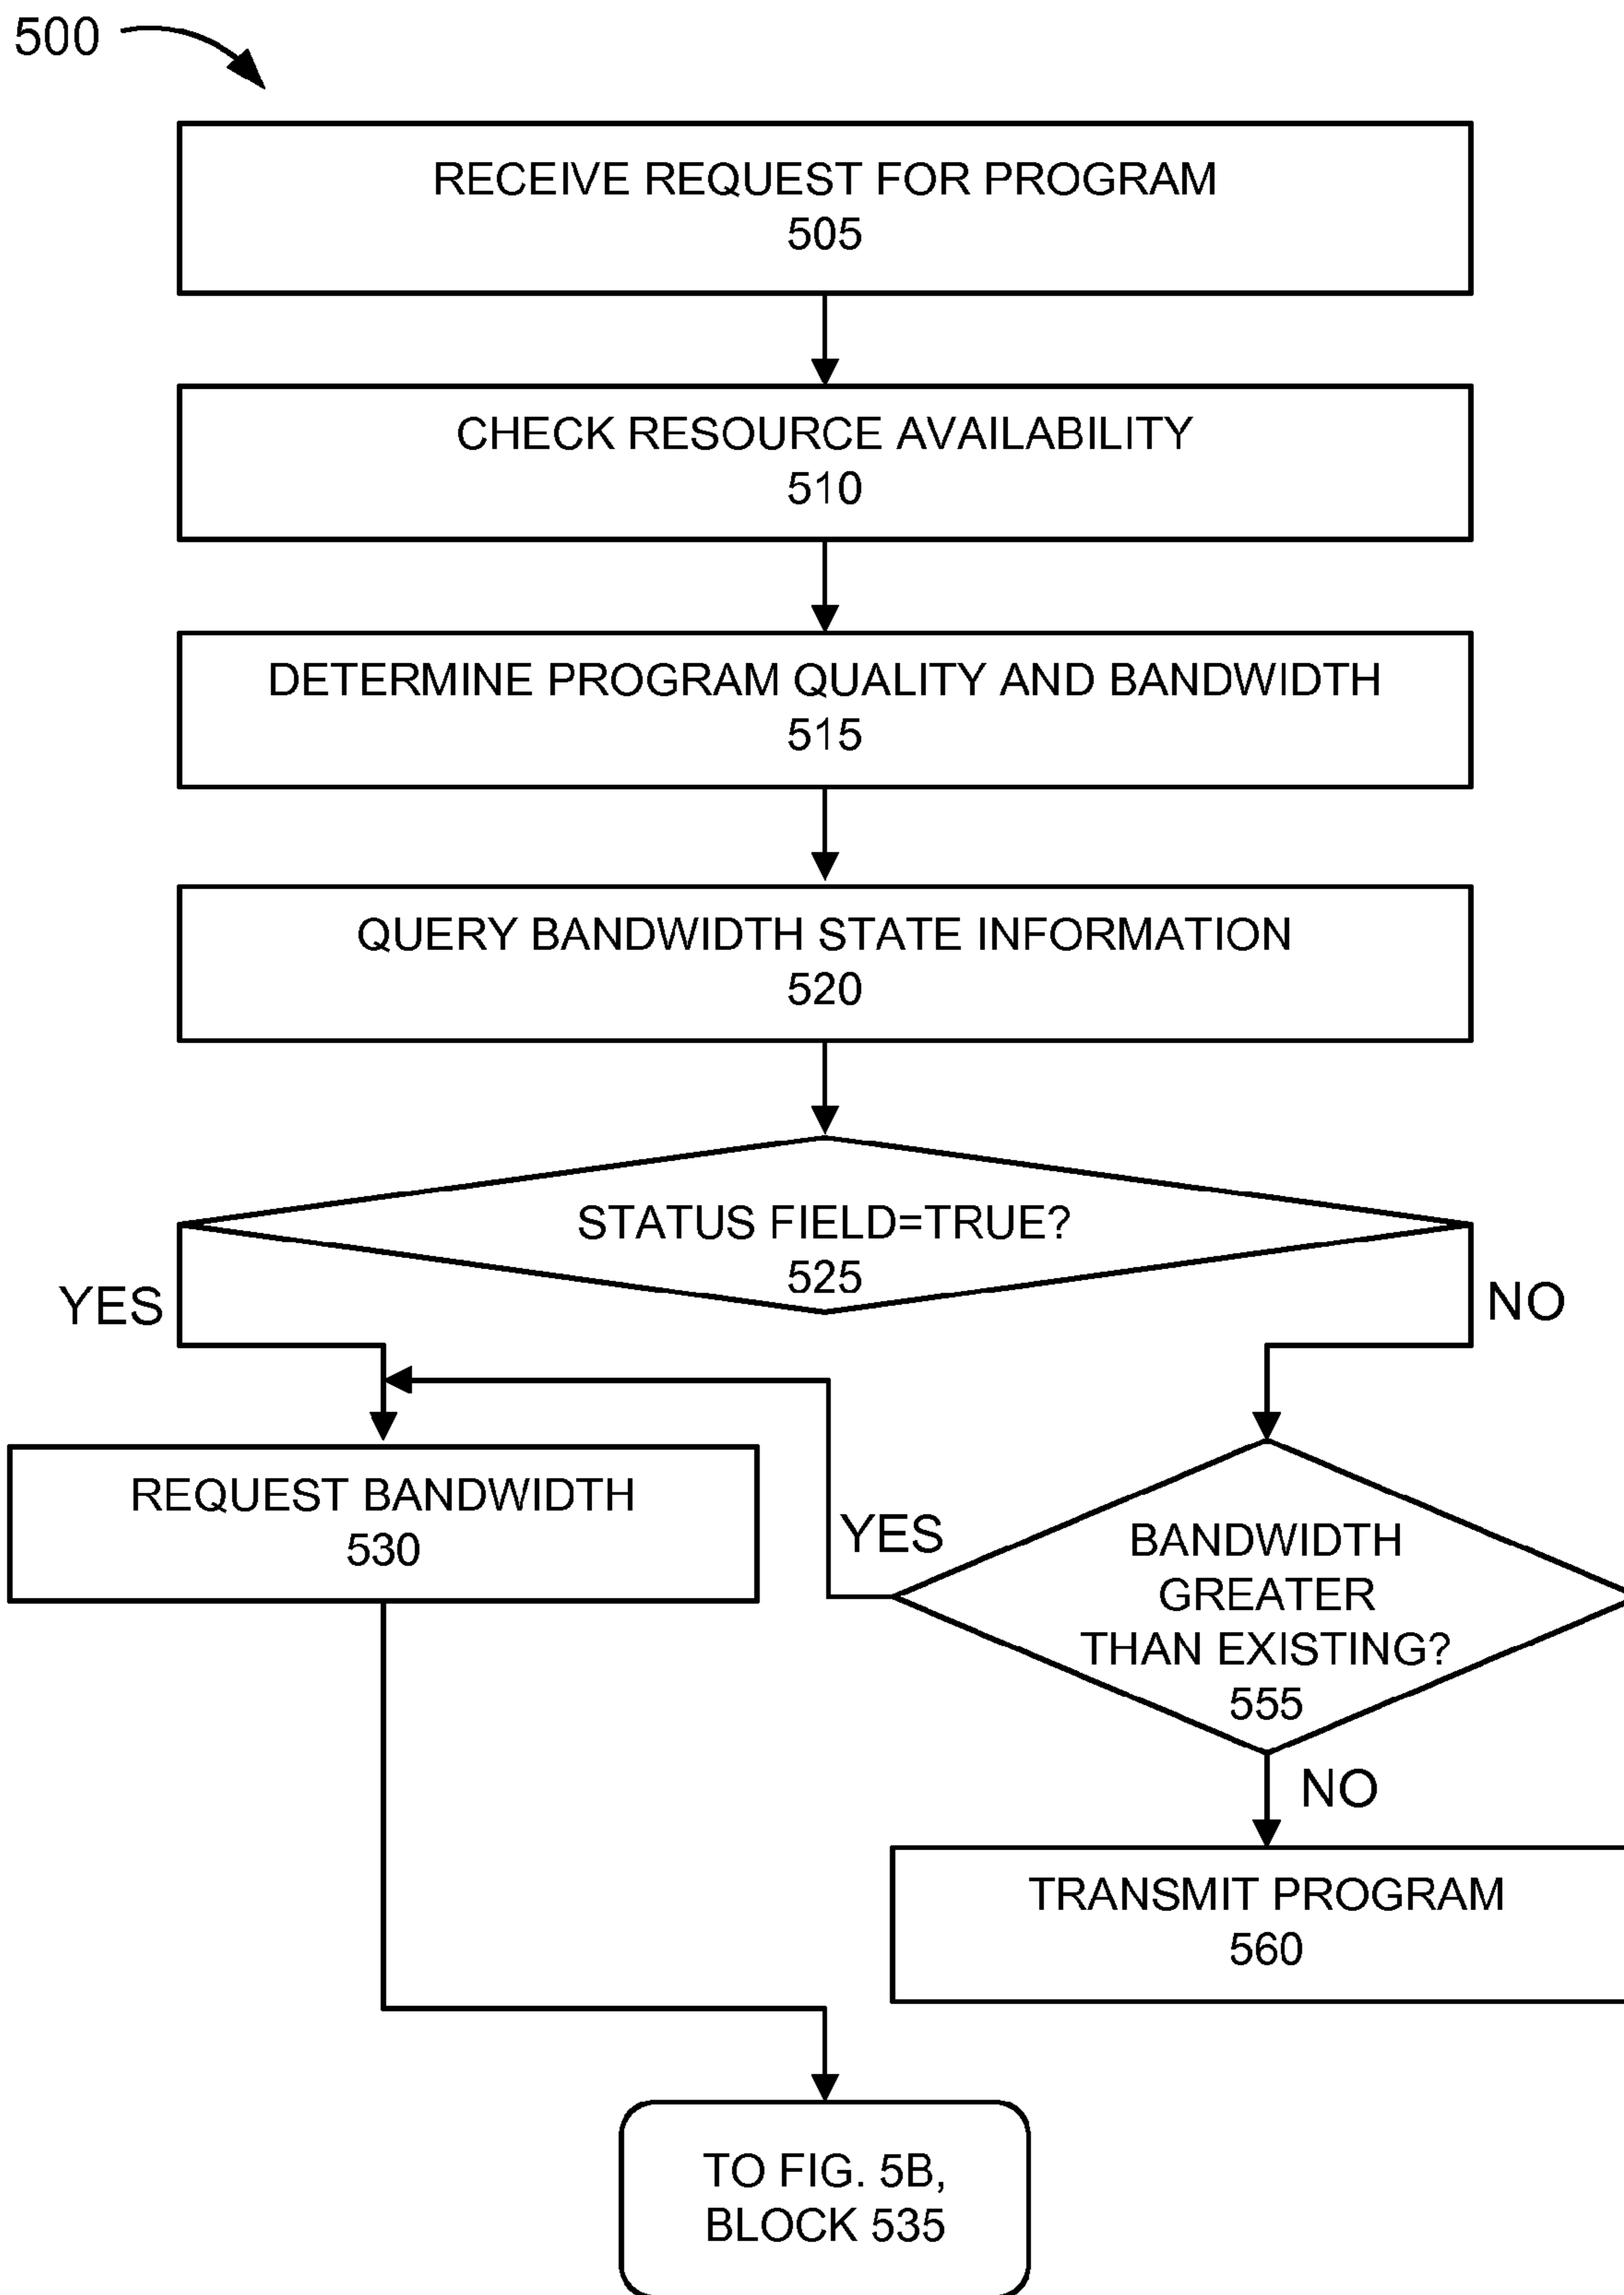 500
RECEIVE REQUEST FOR PROGRAM
505
CHECK RESOURCE AVAILABILITY
510
DETERMINE PROGRAM QUALITY AND BANDWIDTH
515
QUERY BANDWIDTH STATE INFORMATION
520
STATUS FIELD=TRUE?
525
YES
NO
REQUEST BANDWIDTH
530
YES
BANDWIDTH
GREATER
THAN EXISTING?
555
NO
TRANSMIT PROGRAM
560
TO FIG. 5B,
BLOCK 535